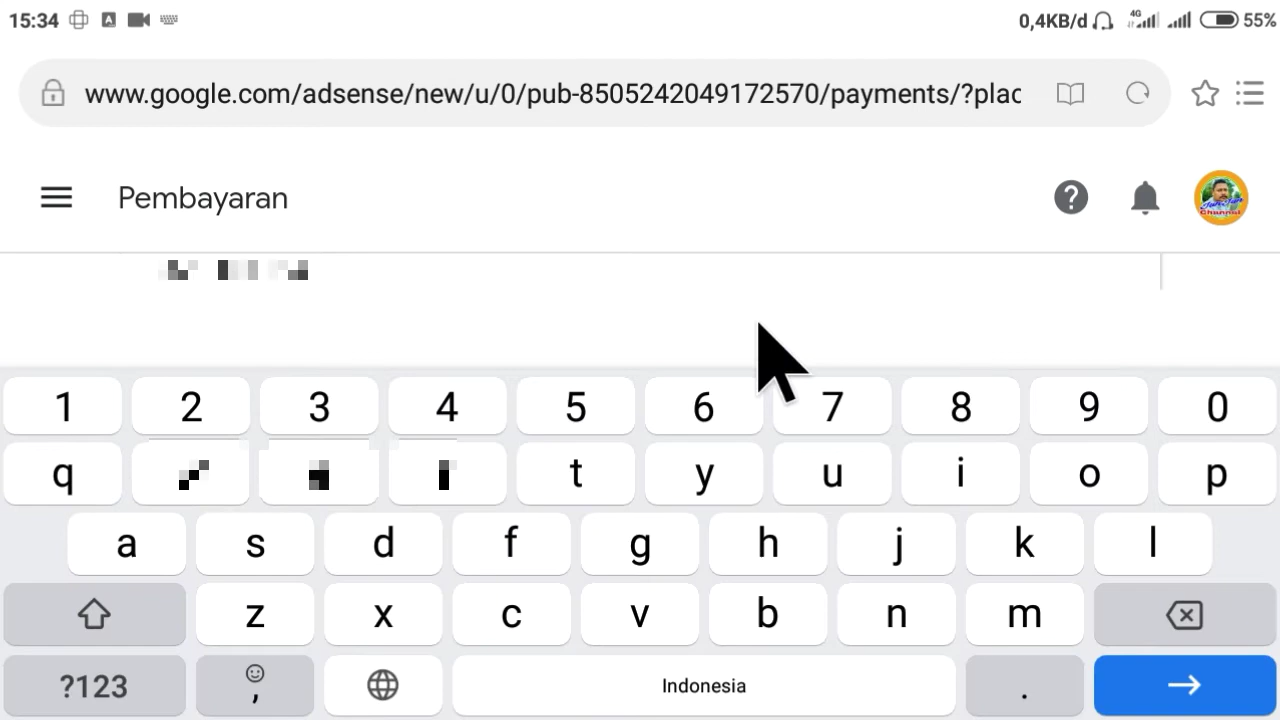 15:34 0,4KB/d 4G 55%
www.google.com/adsense/new/u/0/pub-8505242049172570/payments/?plac
Pembayaran
1 2 3 4 5 6 7 8 9 0
q t y u i o p
a s d f g h j k l
z x c v b n m
?123 , Indonesia .